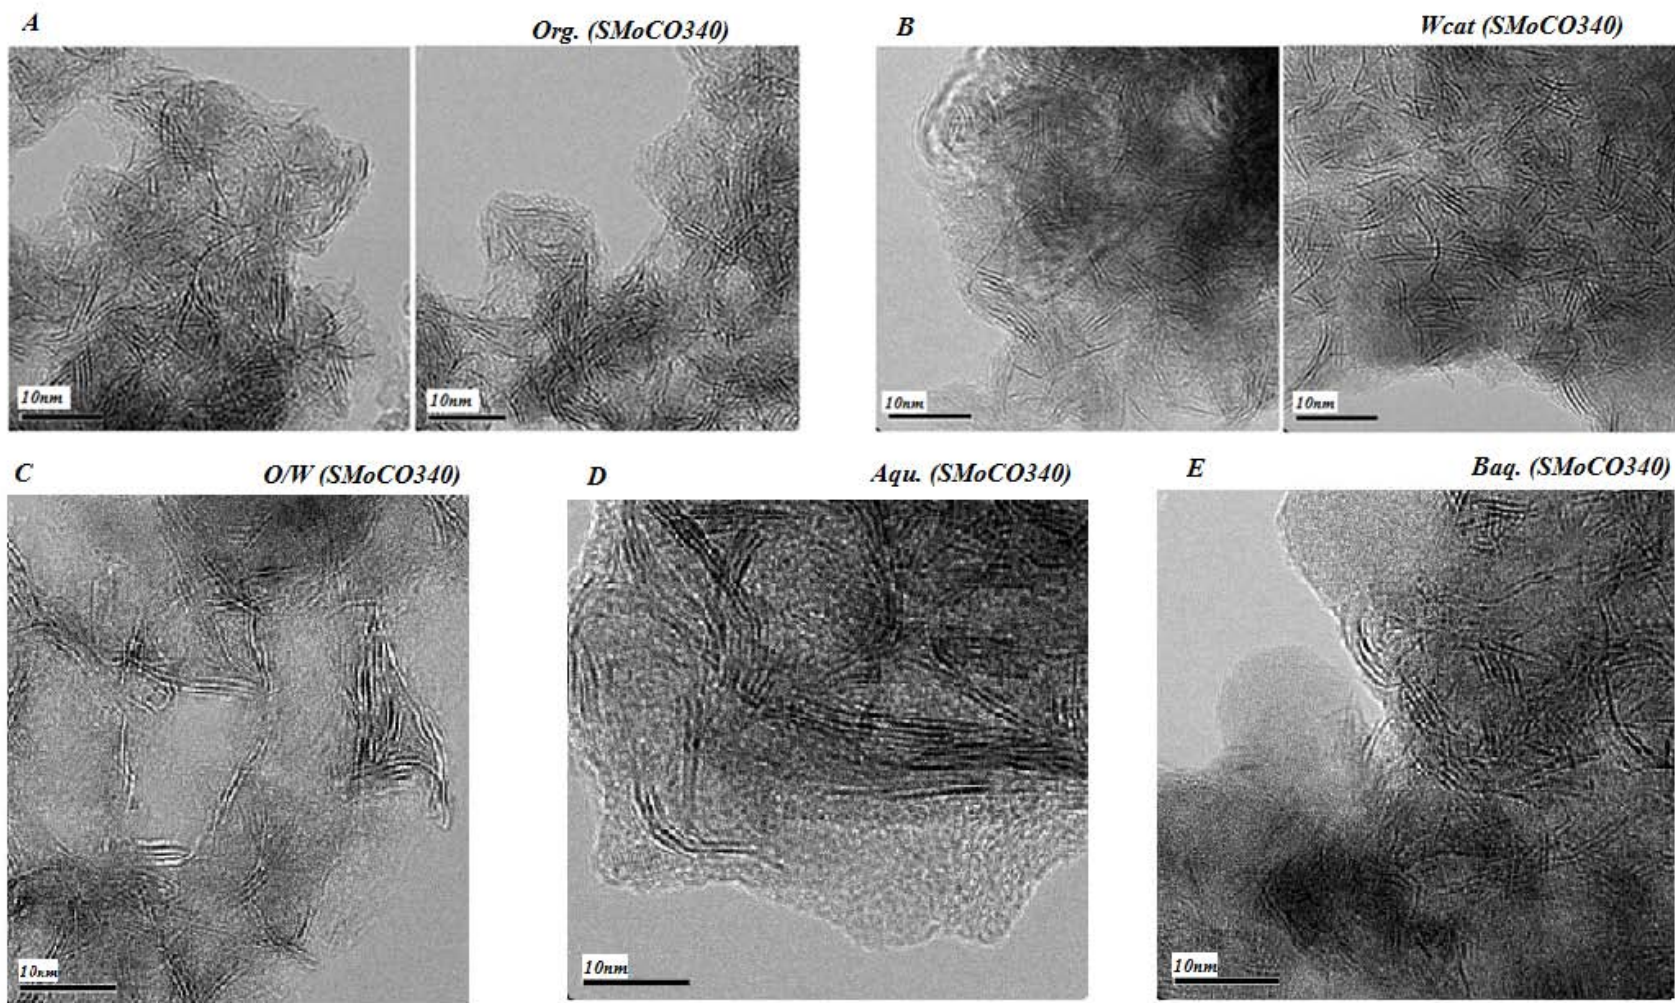 A
Org. (SMoCO340)
B
Wcat (SMoCO340)
10nm
10nm
10nm
10nm
C
O/W (SMoCO340)
D
Aqu. (SMoCO340)
E
Baq. (SMoCO340)
10nm
10nm
10nm